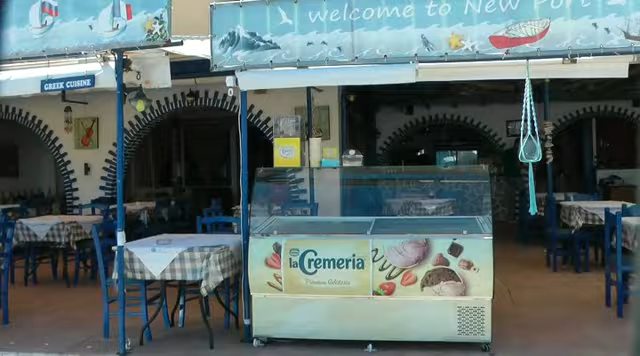 welcome to New Port
GREEK CUISINE
la Cremeria
Premium Gelateria